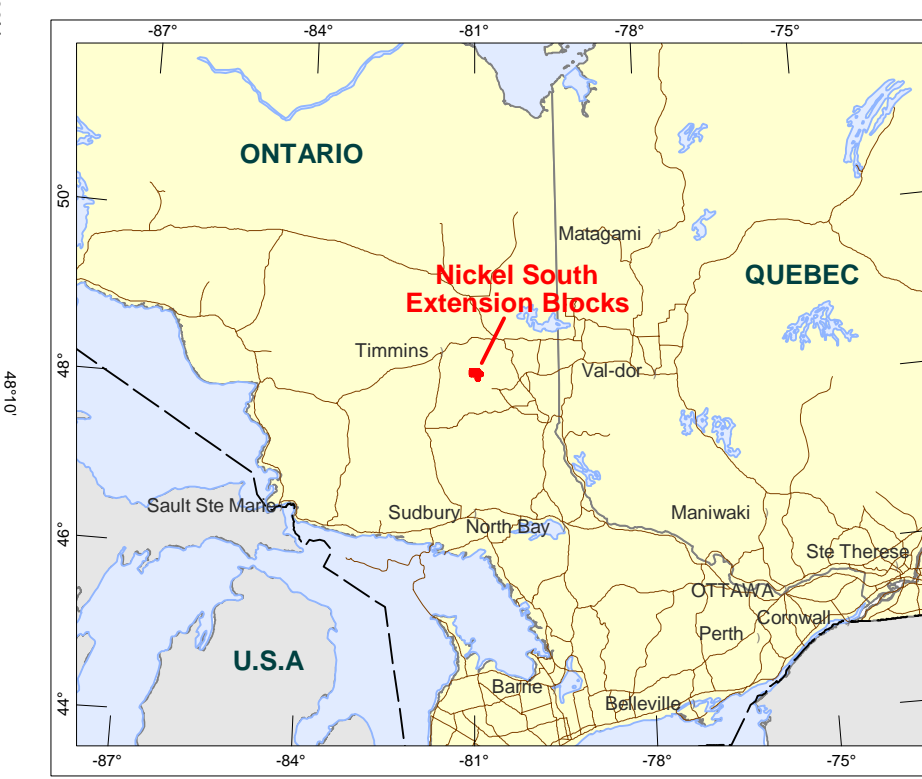 -87°
-84°
-81°
-78°
-75°
ONTARIO
50°
Matagami
Nickel South
Extension Blocks
QUEBEC
Timmins
48°
Val-dor
48°10'
Sault Ste Marie
Sudbury
North Bay
Maniwaki
46°
Ste Therese
OTTAWA
Cornwall
Perth
U.S.A
Barrie
Belleville
44°
-87°
-84°
-81°
-78°
-75°